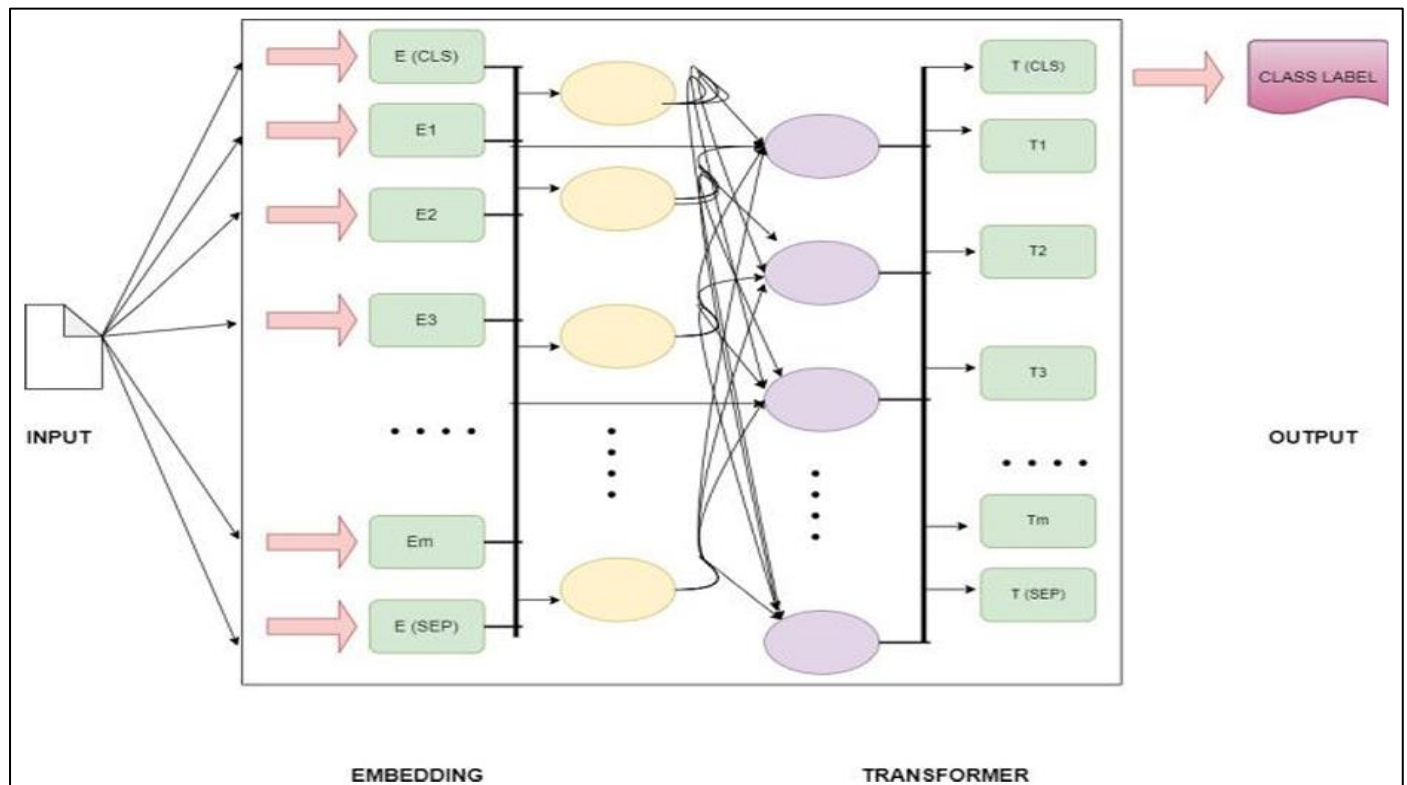 E (CLS)
E1
E2
E3
Em
E (SEP)
T (CLS)
T1
T2
T3
Tm
T (SEP)
CLASS LABEL
INPUT
OUTPUT
EMBEDDING
TRANSFORMER